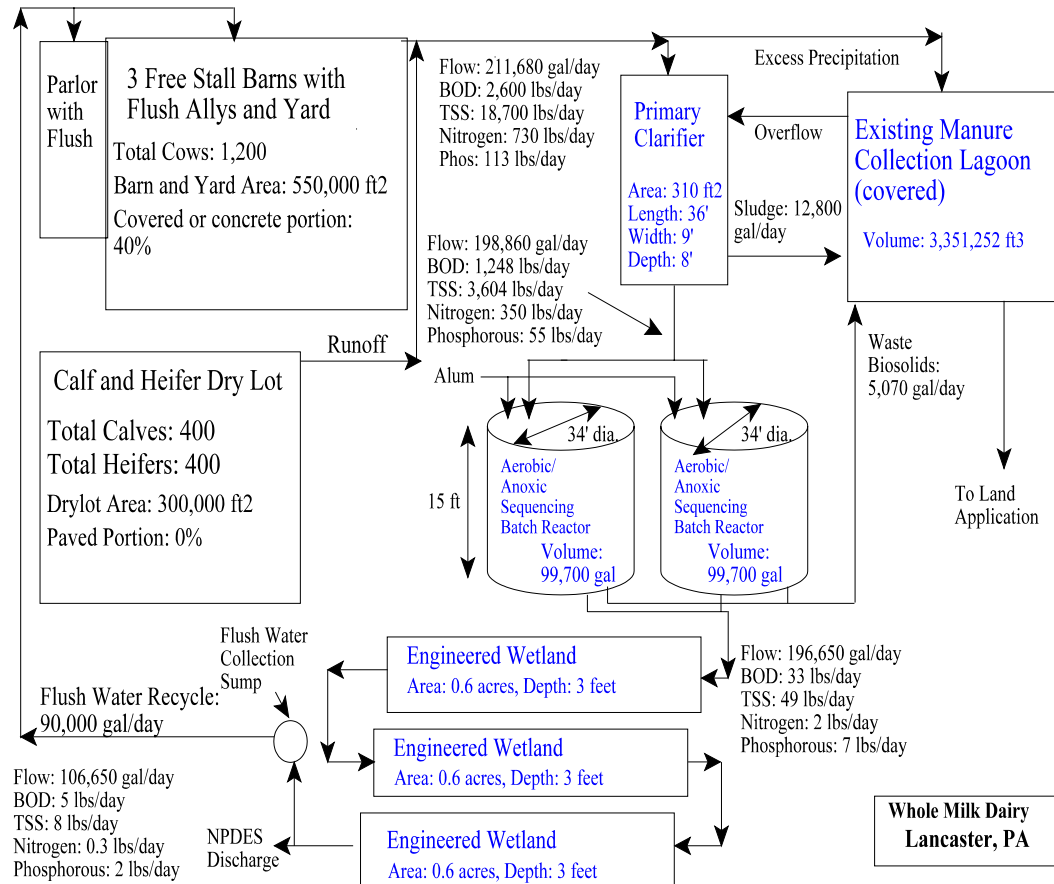 Parlor
with
Flush
3 Free Stall Barns with
Flush Allys and Yard
Total Cows: 1,200
Barn and Yard Area: 550,000 ft2
Covered or concrete portion:
40%
Flow: 211,680 gal/day
BOD: 2,600 lbs/day
TSS: 18,700 lbs/day
Nitrogen: 730 lbs/day
Phos: 113 lbs/day
Excess Precipitation
Primary
Clarifier
Area: 310 ft2
Length: 36'
Width: 9'
Depth: 8'
Overflow
Sludge: 12,800
gal/day
Existing Manure
Collection Lagoon
(covered)
Volume: 3,351,252 ft3
Flow: 198,860 gal/day
BOD: 1,248 lbs/day
TSS: 3,604 lbs/day
Nitrogen: 350 lbs/day
Phosphorous: 55 lbs/day
Runoff
Calf and Heifer Dry Lot
Total Calves: 400
Total Heifers: 400
Drylot Area: 300,000 ft2
Paved Portion: 0%
Alum
Waste
Biosolids:
5,070 gal/day
34' dia.
15 ft
Aerobic/
Anoxic
Sequencing
Batch Reactor
Volume:
99,700 gal
34' dia.
Aerobic/
Anoxic
Sequencing
Batch Reactor
Volume:
99,700 gal
To Land
Application
Flush Water
Collection
Sump
Flush Water Recycle:
90,000 gal/day
Engineered Wetland
Area: 0.6 acres, Depth: 3 feet
Flow: 196,650 gal/day
BOD: 33 lbs/day
TSS: 49 lbs/day
Nitrogen: 2 lbs/day
Phosphorous: 7 lbs/day
Engineered Wetland
Area: 0.6 acres, Depth: 3 feet
Flow: 106,650 gal/day
BOD: 5 lbs/day
TSS: 8 lbs/day
Nitrogen: 0.3 lbs/day
Phosphorous: 2 lbs/day
NPDES
Discharge
Engineered Wetland
Area: 0.6 acres, Depth: 3 feet
Whole Milk Dairy
Lancaster, PA